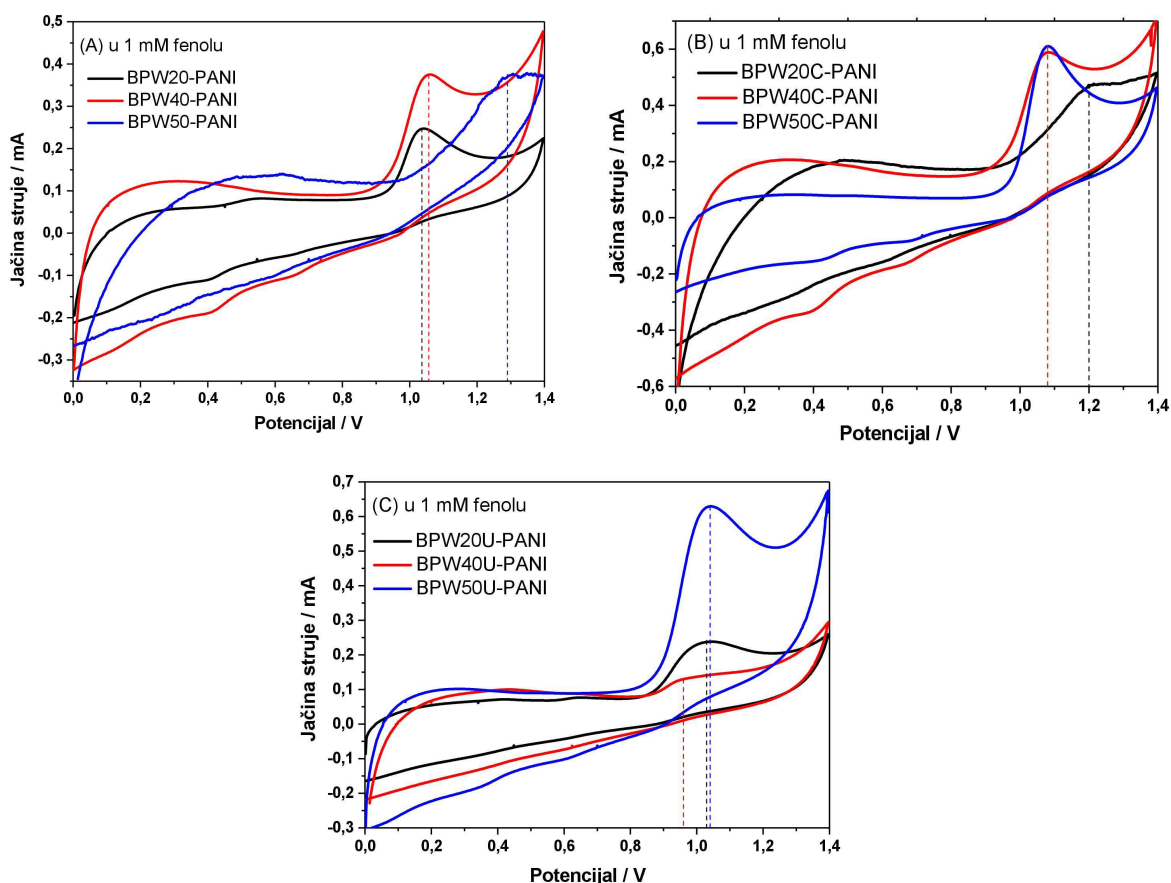 (A) u 1 mM fenolu
BPW20-PANI
BPW40-PANI
BPW50-PANI
Jačina struje / mA
0,5
0,4
0,3
0,2
0,1
0,0
-0,1
-0,2
-0,3
0,0 0,2 0,4 0,6 0,8 1,0 1,2 1,4
Potencijal / V
(B) u 1 mM fenolu
BPW20C-PANI
BPW40C-PANI
BPW50C-PANI
Jačina struje / mA
0,6
0,4
0,2
0,0
-0,2
-0,4
-0,6
0,0 0,2 0,4 0,6 0,8 1,0 1,2 1,4
Potencijal / V
(C) u 1 mM fenolu
BPW20U-PANI
BPW40U-PANI
BPW50U-PANI
Jačina struje / mA
0,7
0,6
0,5
0,4
0,3
0,2
0,1
0,0
-0,1
-0,2
-0,3
0,0 0,2 0,4 0,6 0,8 1,0 1,2 1,4
Potencijal / V